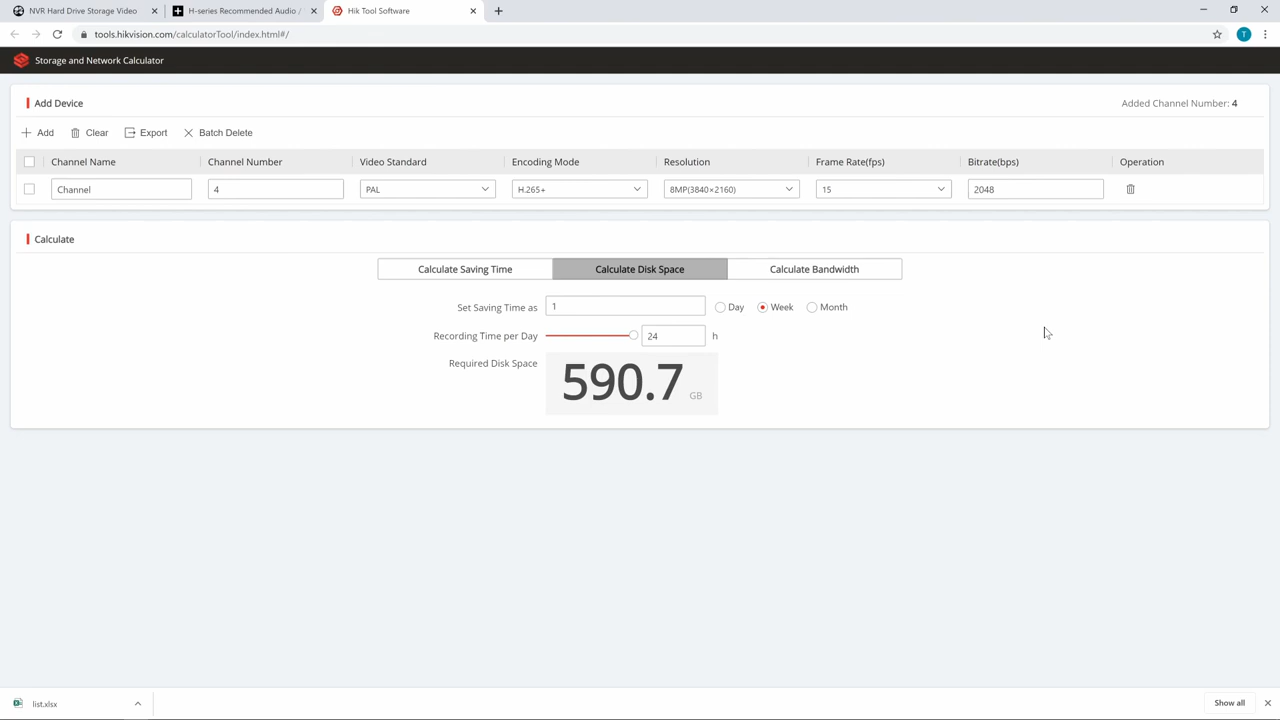 NVR Hard Drive Storage Video
H-series Recommended Audio /
Hik Tool Software
tools.hikvision.com/calculatorTool/index.html#/
T
Storage and Network Calculator
Add Device
Added Channel Number: 4
Add
Clear
Export
Batch Delete
Channel Name
Channel Number
Video Standard
Encoding Mode
Resolution
Frame Rate(fps)
Bitrate(bps)
Operation
Channel
4
PAL
H.265+
8MP(3840×2160)
15
2048
Calculate
Calculate Saving Time
Calculate Disk Space
Calculate Bandwidth
Set Saving Time as
1
Day
Week
Month
Recording Time per Day
24
h
Required Disk Space
590.7
GB
list.xlsx
Show all